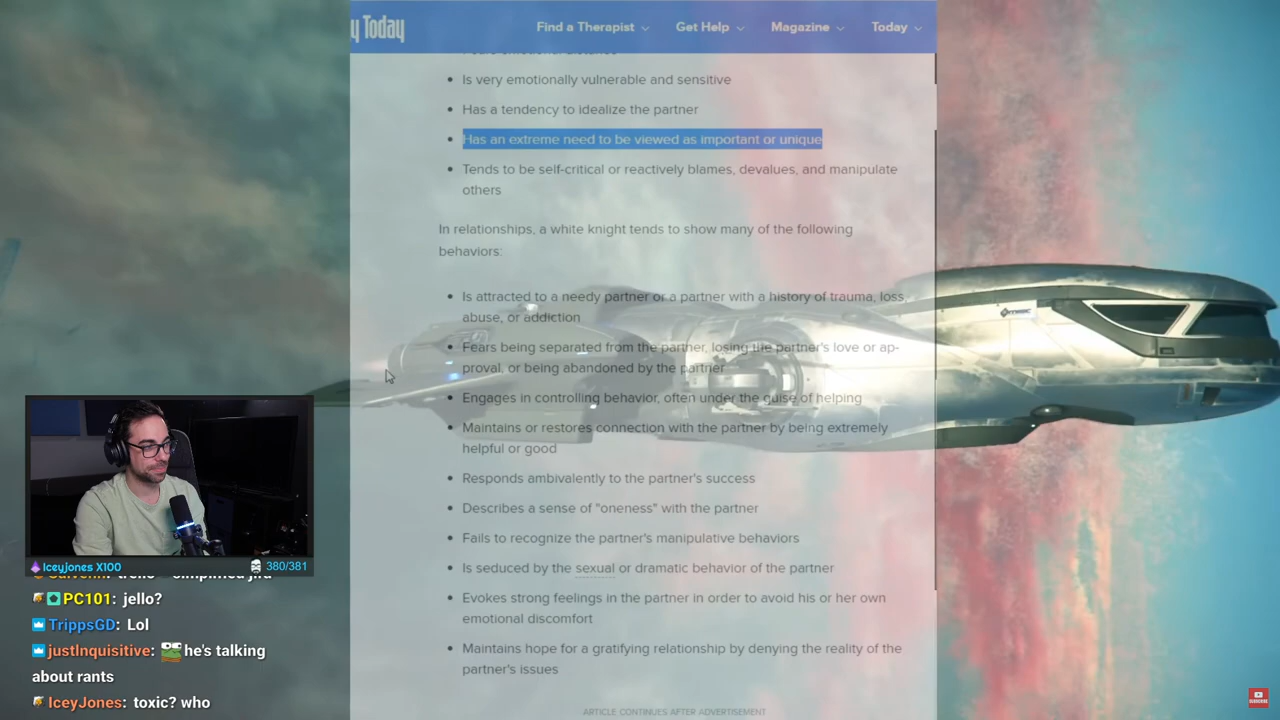 y Today
Find a Therapist
Get Help
Magazine
Today
Is very emotionally vulnerable and sensitive
Has a tendency to idealize the partner
Has an extreme need to be viewed as important or unique
Tends to be self-critical or reactively blames, devalues, and manipulate
others
In relationships, a white knight tends to show many of the following
behaviors:
Is attracted to a needy partner or a partner with a history of trauma, loss,
abuse, or addiction
Fears being separated from the partner, losing the partner's love or ap-
proval, or being abandoned by the partner
Engages in controlling behavior, often under the guise of helping
Maintains or restores connection with the partner by being extremely
helpful or good
Responds ambivalently to the partner's success
Describes a sense of "oneness" with the partner
Fails to recognize the partner's manipulative behaviors
Is seduced by the sexual or dramatic behavior of the partner
Evokes strong feelings in the partner in order to avoid his or her own
emotional discomfort
Maintains hope for a gratifying relationship by denying the reality of the
partner's issues
ARTICLE CONTINUES AFTER ADVERTISEMENT
IceyJones X100
380/381
PC101: jello?
TrippsGD: Lol
justInquisitive: he's talking
about rants
IceyJones: toxic? who
SUBSCRIBE